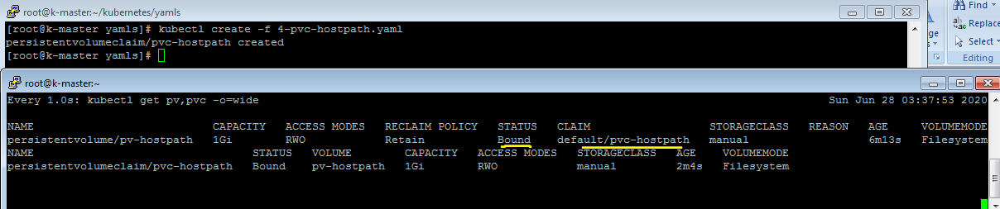 root@k-master:~/kubernetes/yamls
Find
Replace
Select
Editing
[root@k-master yamls]# kubectl create -f 4-pvc-hostpath.yaml
persistentvolumeclaim/pvc-hostpath created
[root@k-master yamls]#
root@k-master:~
Every 1.0s: kubectl get pv,pvc -o=wide Sun Jun 28 03:37:53 2020
NAME CAPACITY ACCESS MODES RECLAIM POLICY STATUS CLAIM STORAGECLASS REASON AGE VOLUMEMODE
persistentvolume/pv-hostpath 1Gi RWO Retain Bound default/pvc-hostpath manual 6m13s Filesystem
NAME STATUS VOLUME CAPACITY ACCESS MODES STORAGECLASS AGE VOLUMEMODE
persistentvolumeclaim/pvc-hostpath Bound pv-hostpath 1Gi RWO manual 2m4s Filesystem